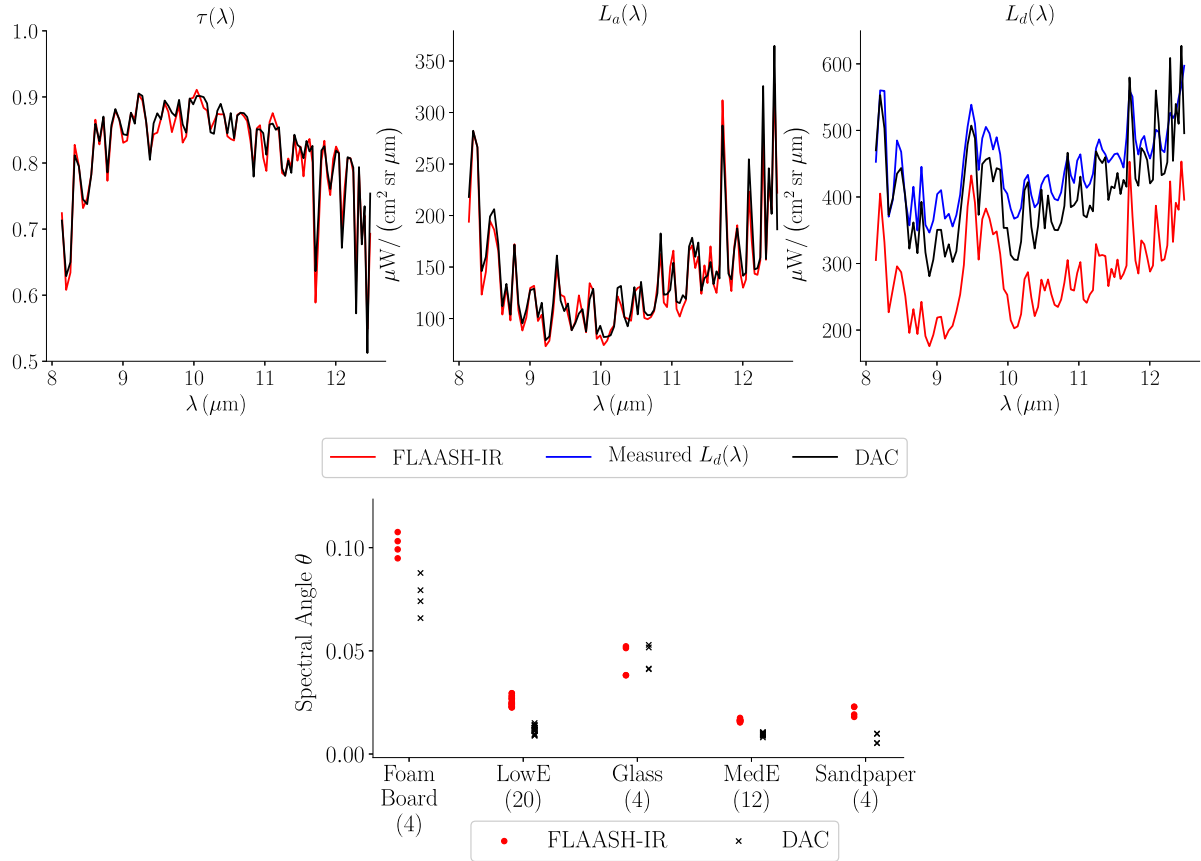 τ(λ) L_a(λ) L_d(λ)
1.0
0.9
0.8
0.7
0.6
0.5
8 9 10 11 12
λ (μm)
μW/(cm² sr μm)
350
300
250
200
150
100
8 9 10 11 12
λ (μm)
μW/(cm² sr μm)
600
500
400
300
200
8 9 10 11 12
λ (μm)
FLAASH-IR Measured L_d(λ) DAC
Spectral Angle θ
0.10
0.05
0.00
Foam Board (4)
LowE (20)
Glass (4)
MedE (12)
Sandpaper (4)
FLAASH-IR DAC